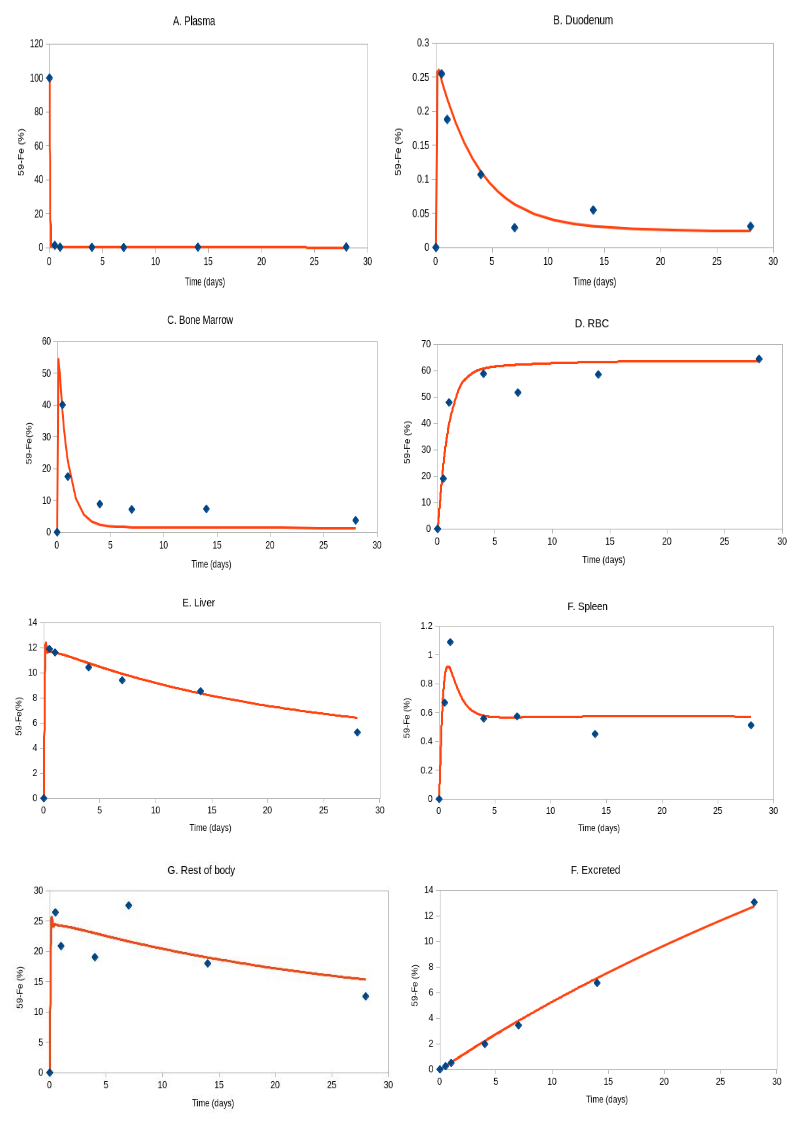 A. Plasma
59-Fe (%)
120
100
80
60
40
20
0
0 5 10 15 20 25 30
Time (days)
B. Duodenum
59-Fe (%)
0.3
0.25
0.2
0.15
0.1
0.05
0
0 5 10 15 20 25 30
Time (days)
C. Bone Marrow
59-Fe(%)
60
50
40
30
20
10
0
0 5 10 15 20 25 30
Time (days)
D. RBC
59-Fe (%)
70
60
50
40
30
20
10
0
0 5 10 15 20 25 30
Time (days)
E. Liver
59-Fe(%)
14
12
10
8
6
4
2
0
0 5 10 15 20 25 30
Time (days)
F. Spleen
59-Fe (%)
1.2
1
0.8
0.6
0.4
0.2
0
0 5 10 15 20 25 30
Time (days)
G. Rest of body
59-Fe (%)
30
25
20
15
10
5
0
0 5 10 15 20 25 30
Time (days)
F. Excreted
59-Fe (%)
14
12
10
8
6
4
2
0
0 5 10 15 20 25 30
Time (days)